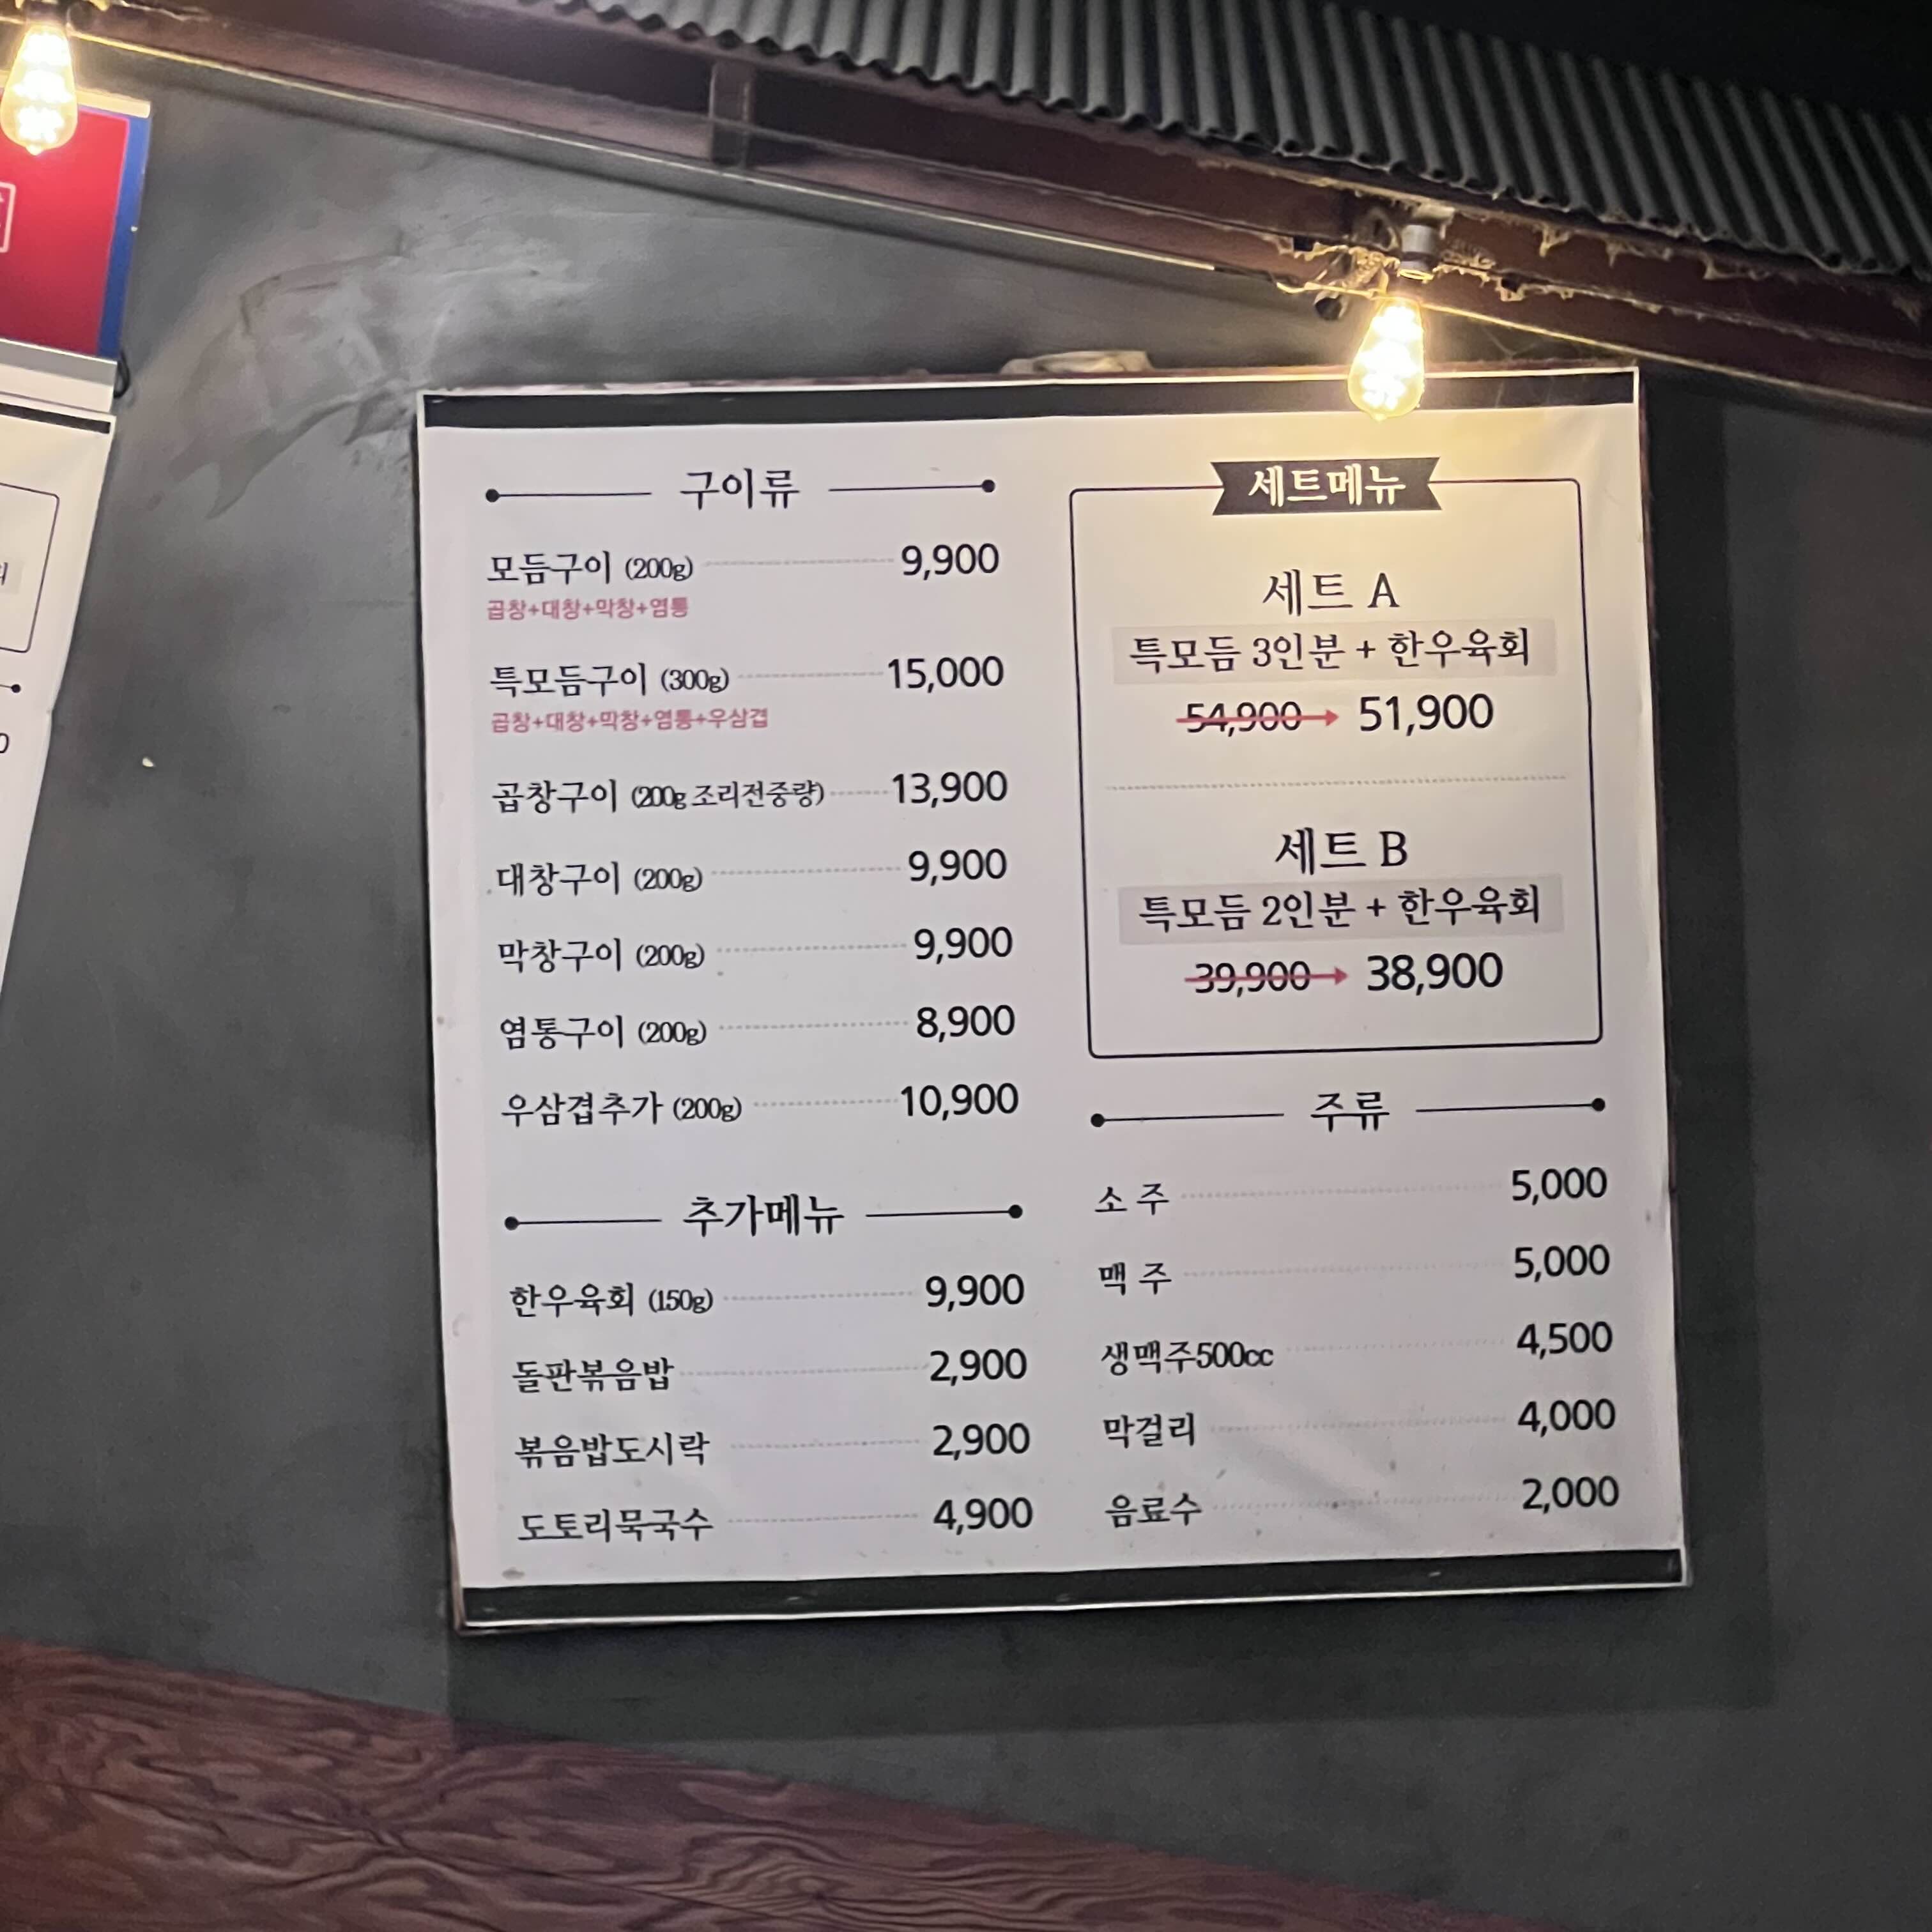 구이류
모듬구이 (200g) 9,900
곱창+대창+막창+염통
특모듬구이 (300g) 15,000
곱창+대창+막창+염통+우삼겹
곱창구이 (200g 조리전중량) 13,900
대창구이 (200g) 9,900
막창구이 (200g) 9,900
염통구이 (200g) 8,900
우삼겹추가 (200g) 10,900
추가메뉴
한우육회 (150g) 9,900
돌판볶음밥 2,900
볶음밥도시락 2,900
도토리묵국수 4,900
세트메뉴
세트 A
특모듬 3인분 + 한우육회
54,900 → 51,900
세트 B
특모듬 2인분 + 한우육회
39,900 → 38,900
주류
소 주 5,000
맥 주 5,000
생맥주500cc 4,500
막걸리 4,000
음료수 2,000